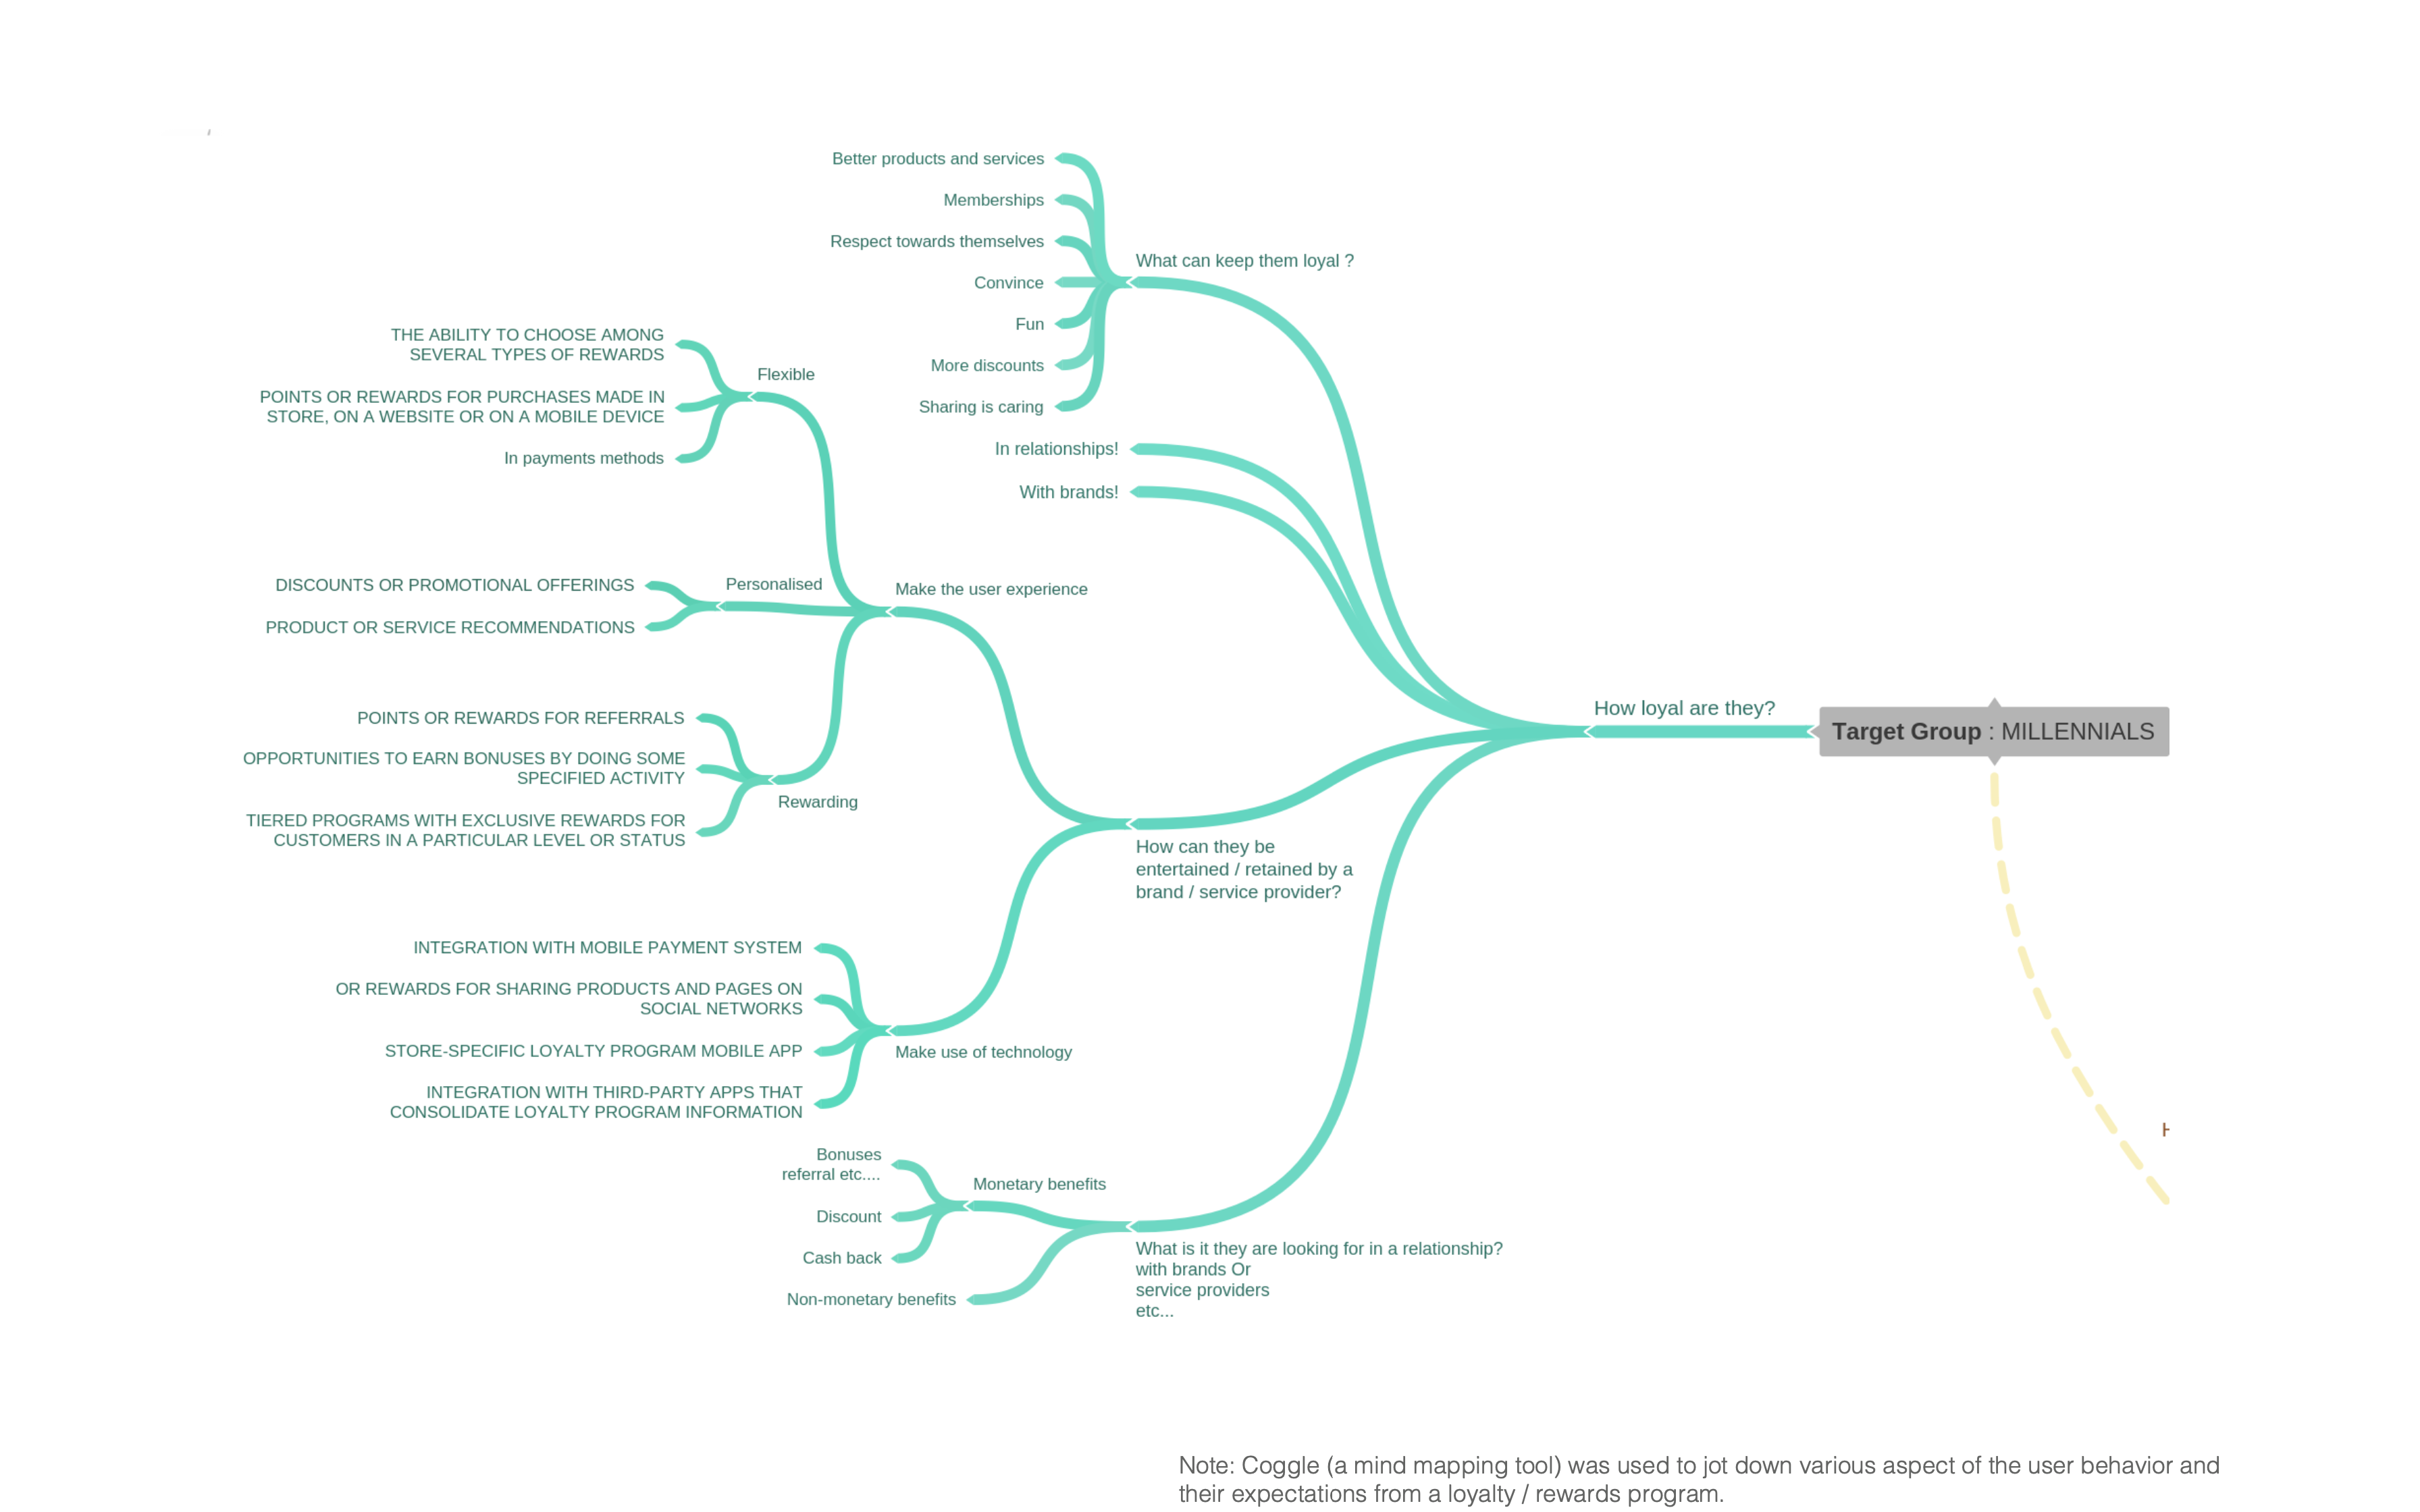 Better products and services
Memberships
Respect towards themselves
What can keep them loyal ?
Convince
Fun
More discounts
Sharing is caring
In relationships!
With brands!
THE ABILITY TO CHOOSE AMONG
SEVERAL TYPES OF REWARDS
Flexible
POINTS OR REWARDS FOR PURCHASES MADE IN
STORE, ON A WEBSITE OR ON A MOBILE DEVICE
In payments methods
DISCOUNTS OR PROMOTIONAL OFFERINGS
Personalised
Make the user experience
PRODUCT OR SERVICE RECOMMENDATIONS
POINTS OR REWARDS FOR REFERRALS
OPPORTUNITIES TO EARN BONUSES BY DOING SOME
SPECIFIED ACTIVITY
Rewarding
TIERED PROGRAMS WITH EXCLUSIVE REWARDS FOR
CUSTOMERS IN A PARTICULAR LEVEL OR STATUS
How loyal are they?
Target Group : MILLENNIALS
How can they be
entertained / retained by a
brand / service provider?
INTEGRATION WITH MOBILE PAYMENT SYSTEM
OR REWARDS FOR SHARING PRODUCTS AND PAGES ON
SOCIAL NETWORKS
STORE-SPECIFIC LOYALTY PROGRAM MOBILE APP
Make use of technology
INTEGRATION WITH THIRD-PARTY APPS THAT
CONSOLIDATE LOYALTY PROGRAM INFORMATION
Bonuses
referral etc....
Monetary benefits
Discount
Cash back
Non-monetary benefits
What is it they are looking for in a relationship?
with brands Or
service providers
etc...
Note: Coggle (a mind mapping tool) was used to jot down various aspect of the user behavior and
their expectations from a loyalty / rewards program.